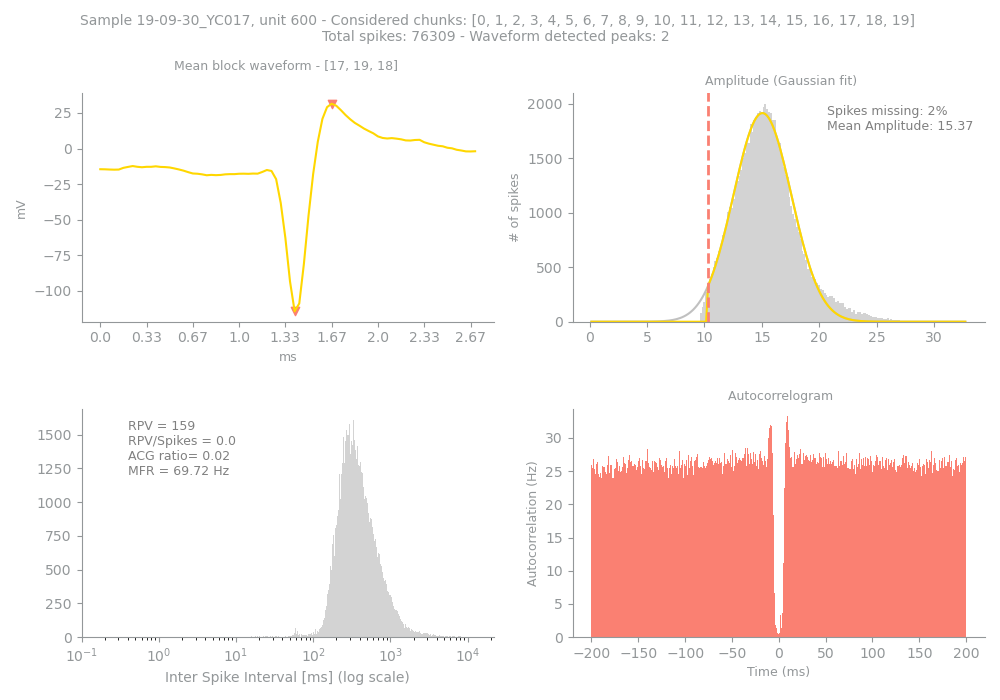 Sample 19-09-30_YC017, unit 600 - Considered chunks: [0, 1, 2, 3, 4, 5, 6, 7, 8, 9, 10, 11, 12, 13, 14, 15, 16, 17, 18, 19]
Total spikes: 76309 - Waveform detected peaks: 2
Mean block waveform - [17, 19, 18]
25
0
−25
−50
−75
−100
mV
0.0 0.33 0.67 1.0 1.33 1.67 2.0 2.33 2.67
ms
Amplitude (Gaussian fit)
Spikes missing: 2%
Mean Amplitude: 15.37
2000
1500
1000
500
0
# of spikes
0 5 10 15 20 25 30
RPV = 159
RPV/Spikes = 0.0
ACG ratio= 0.02
MFR = 69.72 Hz
1500
1250
1000
750
500
250
0
10⁻¹ 10⁰ 10¹ 10² 10³ 10⁴
Inter Spike Interval [ms] (log scale)
Autocorrelogram
30
25
20
15
10
5
0
Autocorrelation (Hz)
−200 −150 −100 −50 0 50 100 150 200
Time (ms)